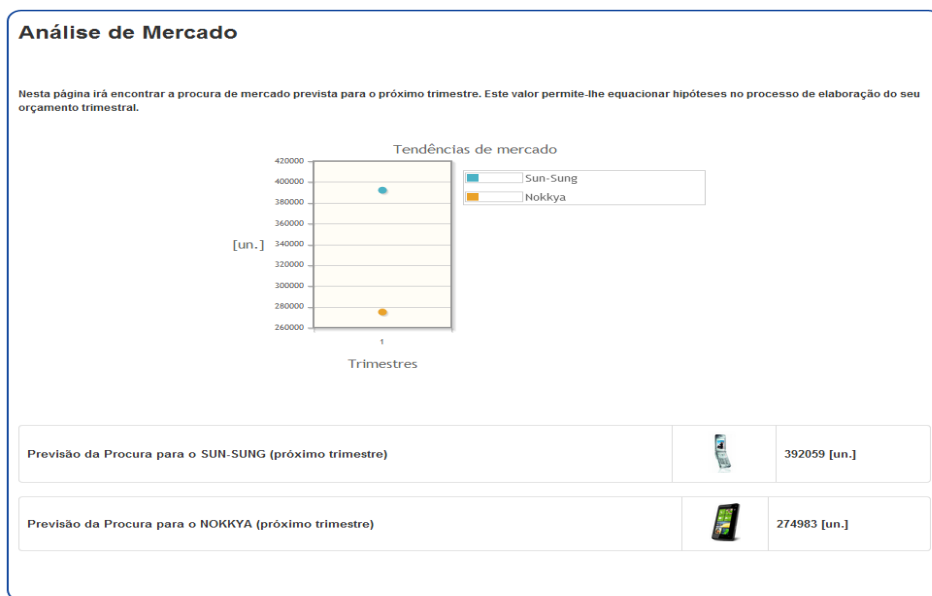 Análise de Mercado
Nesta página irá encontrar a procura de mercado prevista para o próximo trimestre. Este valor permite-lhe equacionar hipóteses no processo de elaboração do seu
orçamento trimestral.
Tendências de mercado
420000
400000
380000
360000
340000
320000
300000
280000
260000
[un.]
1
Trimestres
Sun-Sung
Nokkya
Previsão da Procura para o SUN-SUNG (próximo trimestre) 392059 [un.]
Previsão da Procura para o NOKKYA (próximo trimestre) 274983 [un.]